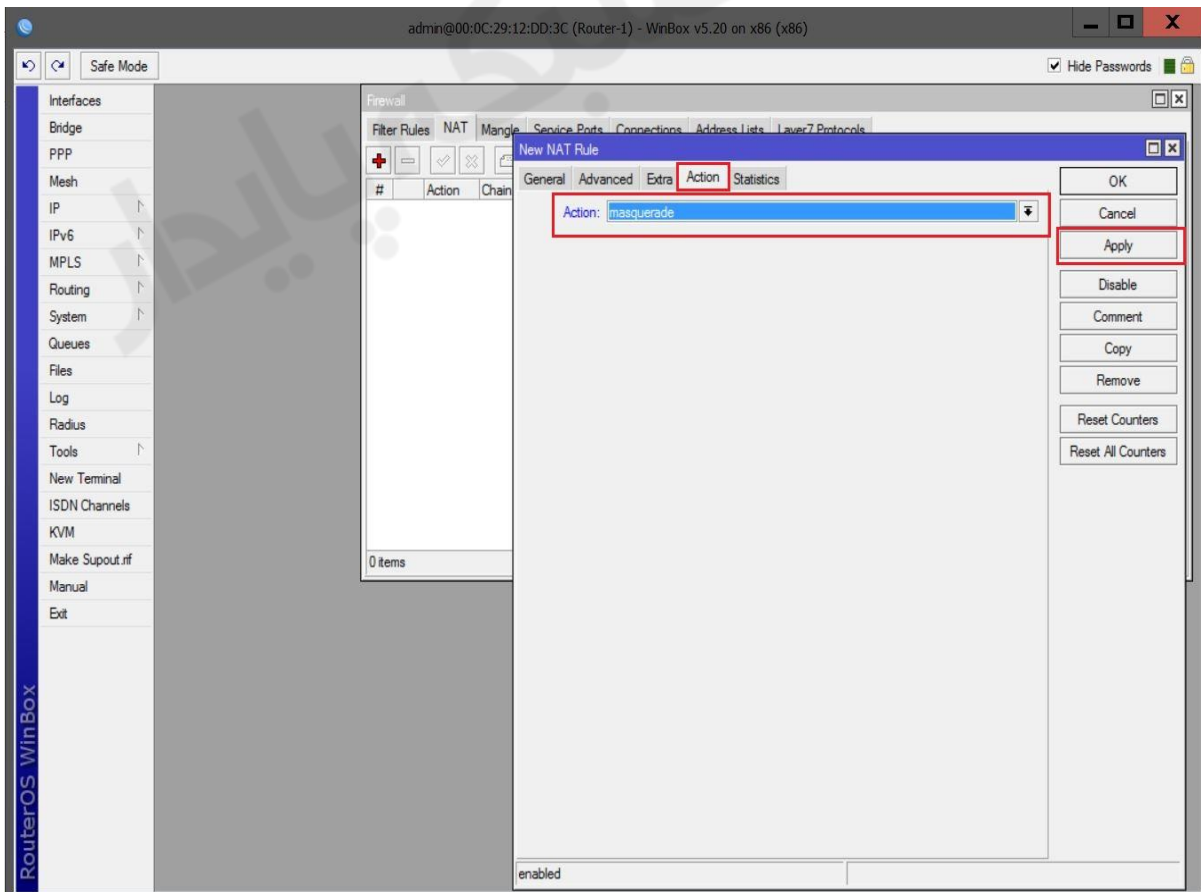 admin@00:0C:29:12:DD:3C (Router-1) - WinBox v5.20 on x86 (x86)
Safe Mode
Hide Passwords
Interfaces
Bridge
PPP
Mesh
IP
IPv6
MPLS
Routing
System
Queues
Files
Log
Radius
Tools
New Terminal
ISDN Channels
KVM
Make Supout.rif
Manual
Exit
RouterOS WinBox
Firewall
Filter Rules NAT Mangle Service Ports Connections Address Lists Layer7 Protocols
# Action Chain
0 items
New NAT Rule
General Advanced Extra Action Statistics
Action: masquerade
OK
Cancel
Apply
Disable
Comment
Copy
Remove
Reset Counters
Reset All Counters
enabled
پایدار